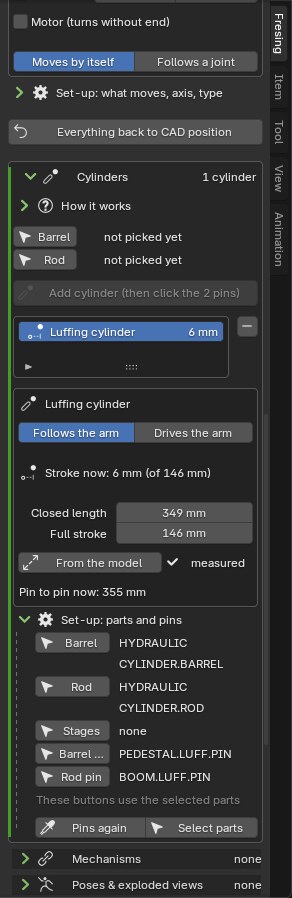 Motor (turns without end)
Moves by itself
Follows a joint
Set-up: what moves, axis, type
Everything back to CAD position
Cylinders
1 cylinder
How it works
Barrel
not picked yet
Rod
not picked yet
Add cylinder (then click the 2 pins)
Luffing cylinder
6 mm
Luffing cylinder
Follows the arm
Drives the arm
Stroke now: 6 mm (of 146 mm)
Closed length
349 mm
Full stroke
146 mm
From the model
measured
Pin to pin now: 355 mm
Set-up: parts and pins
Barrel
HYDRAULIC
CYLINDER.BARREL
Rod
HYDRAULIC
CYLINDER.ROD
Stages
none
Barrel ...
PEDESTAL.LUFF.PIN
Rod pin
BOOM.LUFF.PIN
These buttons use the selected parts
Pins again
Select parts
Mechanisms
none
Poses & exploded views
none
Fresing
Item
Tool
View
Animation